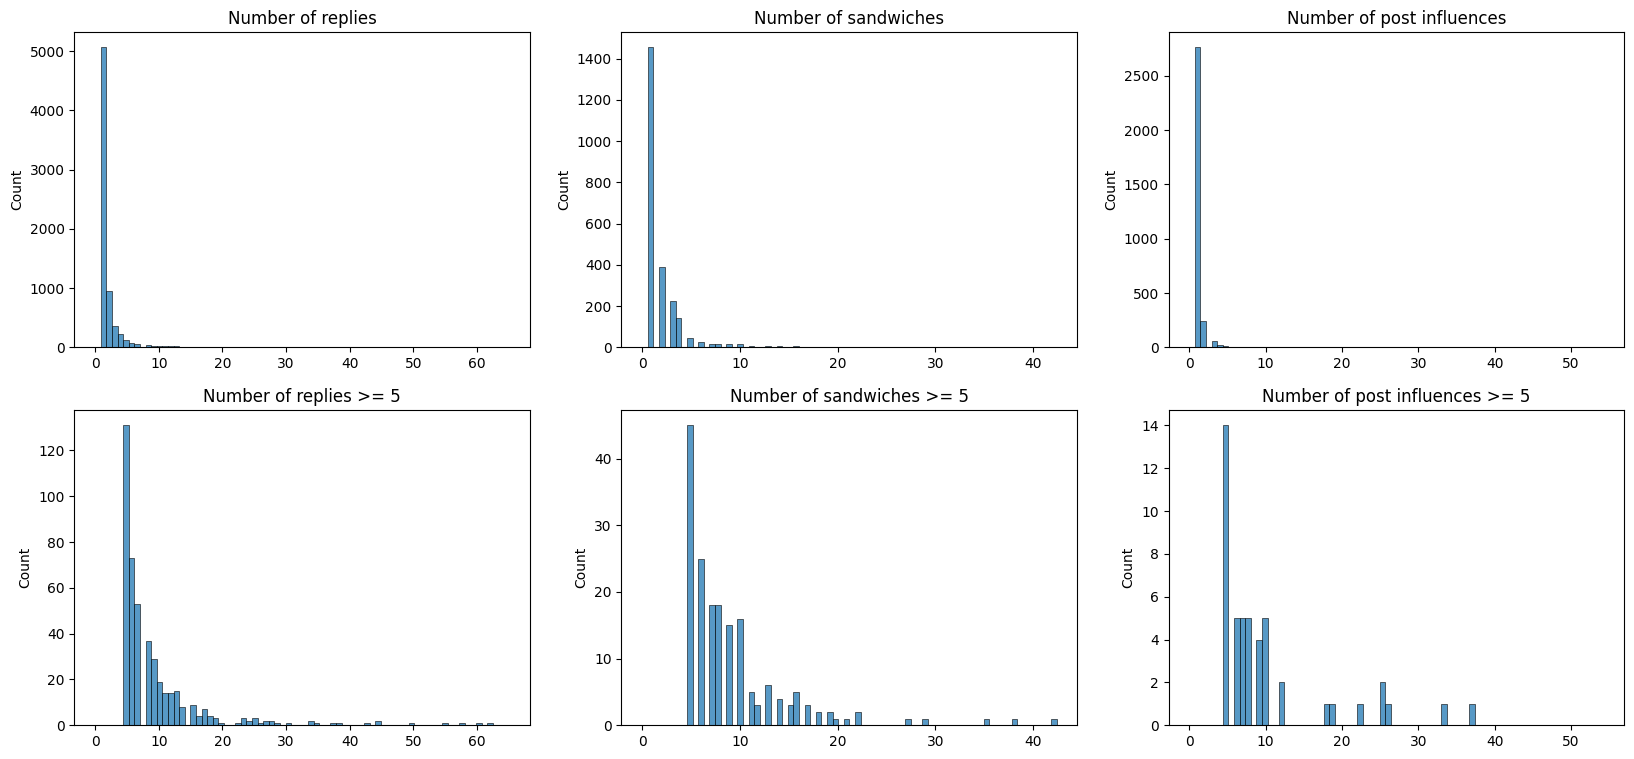 Number of replies
Count
5000
4000
3000
2000
1000
0
0 10 20 30 40 50 60
Number of sandwiches
Count
1400
1200
1000
800
600
400
200
0
0 10 20 30 40
Number of post influences
Count
2500
2000
1500
1000
500
0
0 10 20 30 40 50
Number of replies >= 5
Count
120
100
80
60
40
20
0
0 10 20 30 40 50 60
Number of sandwiches >= 5
Count
40
30
20
10
0
0 10 20 30 40
Number of post influences >= 5
Count
14
12
10
8
6
4
2
0
0 10 20 30 40 50